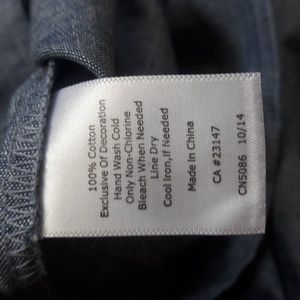 100% Cotton
Exclusive Of Decoration
Hand Wash Cold
Only Non-Chlorine
Bleach When Needed
Line Dry
Cool Iron,If Needed
Made In China
CA #23147
CN5086 10/14